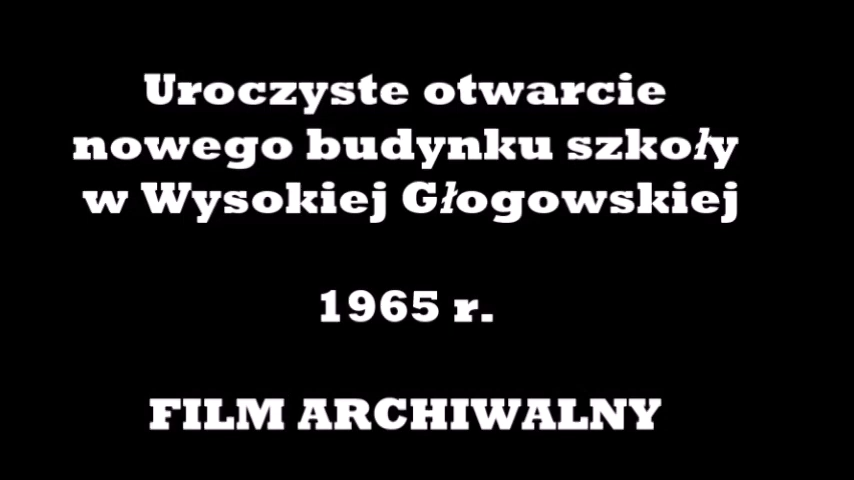 Uroczyste otwarcie
nowego budynku szkoły
w Wysokiej Głogowskiej
1965 r.
FILM ARCHIWALNY